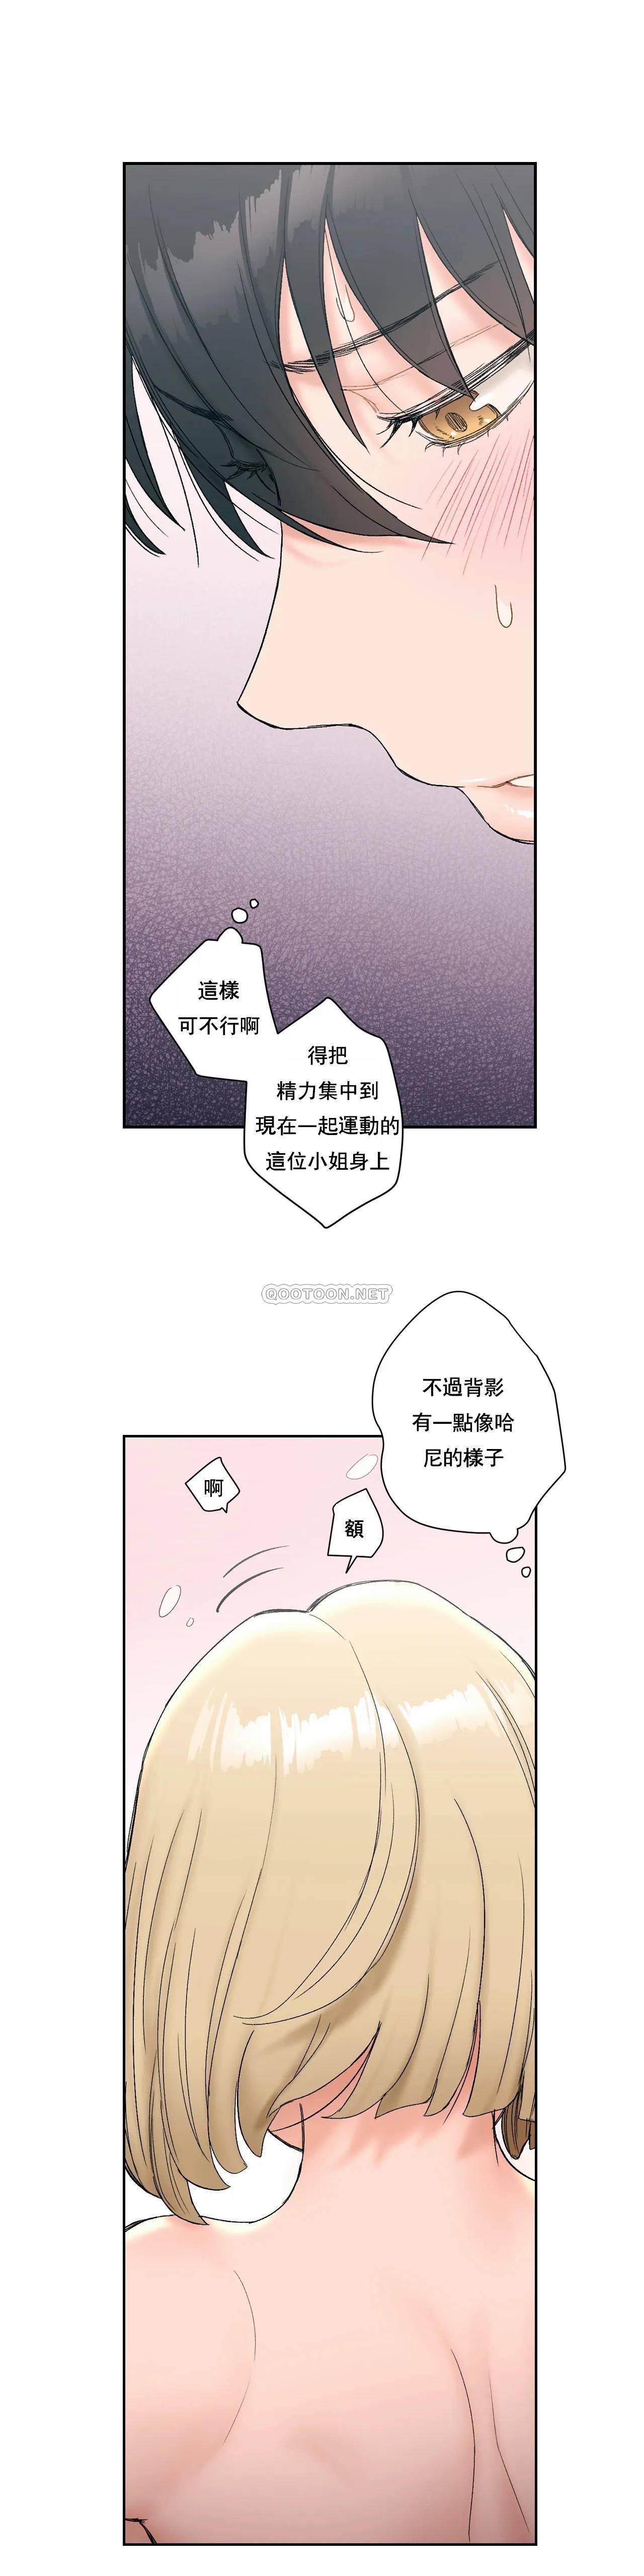 這樣
可不行啊
得把
精力集中到
現在一起運動的
這位小姐身上
QOOTOON.NET
不過背影
有一點像哈
尼的樣子
啊
額